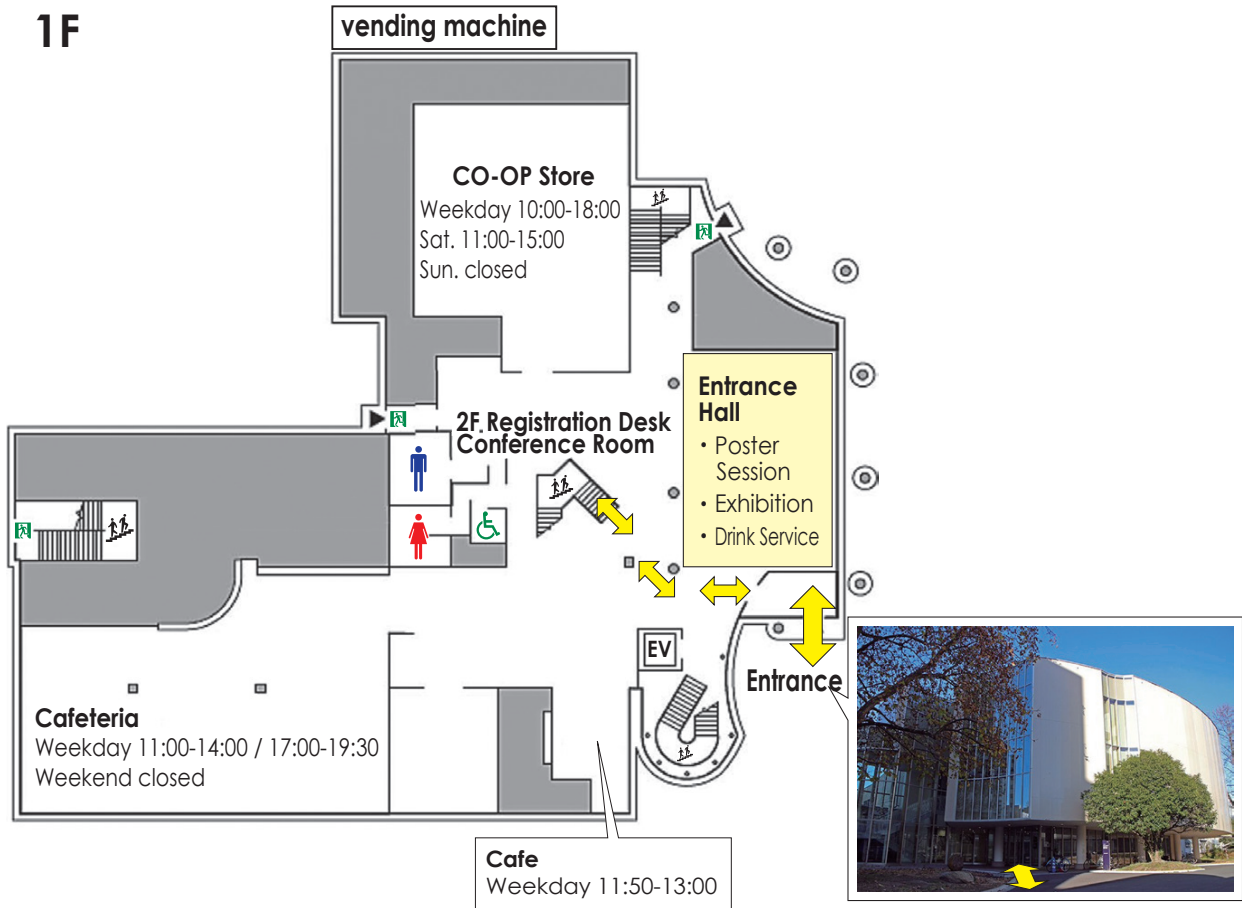 1F
vending machine
CO-OP Store
Weekday 10:00-18:00
Sat. 11:00-15:00
Sun. closed
2F Registration Desk
Conference Room
Entrance
Hall
・Poster
Session
・Exhibition
・Drink Service
EV
Entrance
Cafeteria
Weekday 11:00-14:00 / 17:00-19:30
Weekend closed
Cafe
Weekday 11:50-13:00